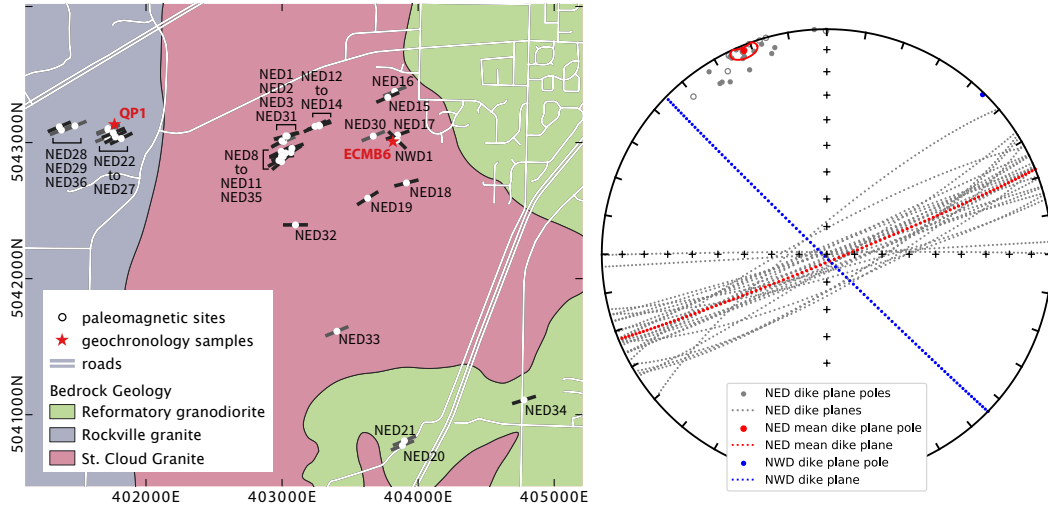 NED1
NED2
NED3
NED31
NED12
to
NED14
NED16
NED15
QP1
NED30
NED17
ECMB6
NWD1
NED28
NED29
NED36
NED22
to
NED27
NED8
to
NED11
NED35
NED18
NED19
NED32
NED33
NED34
NED21
NED20
5043000N
5042000N
5041000N
402000E
403000E
404000E
405000E
paleomagnetic sites
geochronology samples
roads
Bedrock Geology
Reformatory granodiorite
Rockville granite
St. Cloud Granite
NED dike plane poles
NED dike planes
NED mean dike plane pole
NED mean dike plane
NWD dike plane pole
NWD dike plane